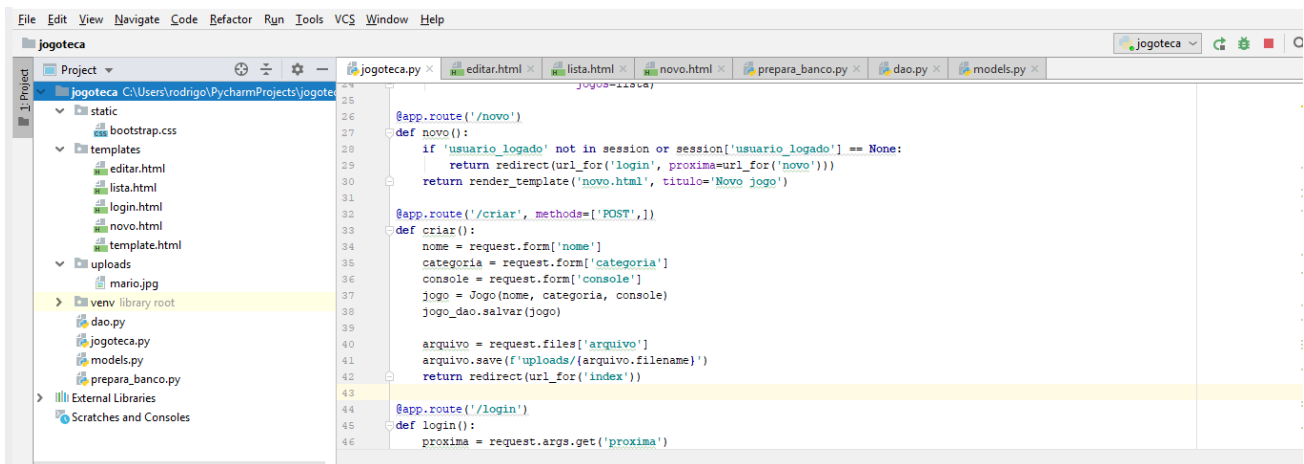 File Edit View Navigate Code Refactor Run Tools VCS Window Help
jogoteca
jogoteca
1: Project
Project
jogoteca.py
editar.html
lista.html
novo.html
prepara_banco.py
dao.py
models.py
jogoteca C:\Users\rodrigo\PycharmProjects\jogotec
static
bootstrap.css
templates
editar.html
lista.html
login.html
novo.html
template.html
uploads
mario.jpg
venv library root
dao.py
jogoteca.py
models.py
prepara_banco.py
External Libraries
Scratches and Consoles
24 jogos=lista)
25
26 @app.route('/novo')
27 def novo():
28 if 'usuario_logado' not in session or session['usuario_logado'] == None:
29 return redirect(url_for('login', proxima=url_for('novo')))
30 return render_template('novo.html', titulo='Novo jogo')
31
32 @app.route('/criar', methods=['POST',])
33 def criar():
34 nome = request.form['nome']
35 categoria = request.form['categoria']
36 console = request.form['console']
37 jogo = Jogo(nome, categoria, console)
38 jogo_dao.salvar(jogo)
39
40 arquivo = request.files['arquivo']
41 arquivo.save(f'uploads/{arquivo.filename}')
42 return redirect(url_for('index'))
43
44 @app.route('/login')
45 def login():
46 proxima = request.args.get('proxima')